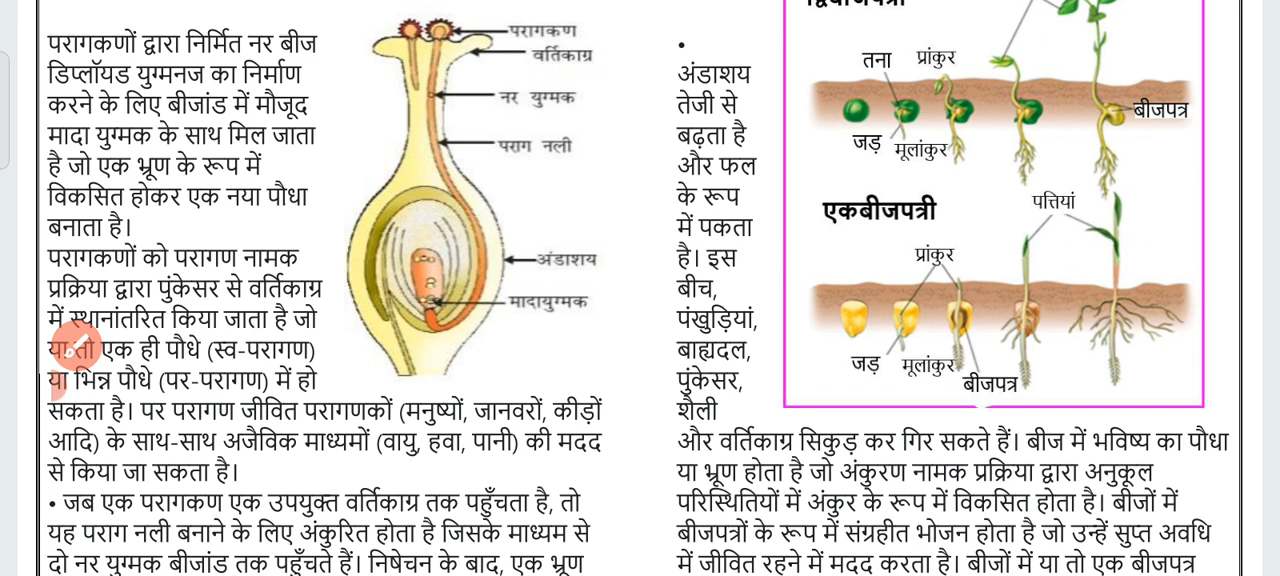 परागकणों द्वारा निर्मित नर बीज
डिप्लॉयड युग्मनज का निर्माण
करने के लिए बीजांड में मौजूद
मादा युग्मक के साथ मिल जाता
है जो एक भ्रूण के रूप में
विकसित होकर एक नया पौधा
बनाता है।
परागकणों को परागण नामक
प्रक्रिया द्वारा पुंकेसर से वर्तिकाग्र
में स्थानांतरित किया जाता है जो
या तो एक ही पौधे (स्व-परागण)
या भिन्न पौधे (पर-परागण) में हो
सकता है। पर परागण जीवित परागणकों (मनुष्यों, जानवरों, कीड़ों
आदि) के साथ-साथ अजैविक माध्यमों (वायु, हवा, पानी) की मदद
से किया जा सकता है।
• जब एक परागकण एक उपयुक्त वर्तिकाग्र तक पहुँचता है, तो
यह पराग नली बनाने के लिए अंकुरित होता है जिसके माध्यम से
दो नर युग्मक बीजांड तक पहुँचते हैं। निषेचन के बाद, एक भ्रूण
परागकण
वर्तिकाग्र
नर युग्मक
पराग नली
अंडाशय
मादायुग्मक
•
अंडाशय
तेजी से
बढ़ता है
और फल
के रूप
में पकता
है। इस
बीच,
पंखुड़ियां,
बाह्यदल,
पुंकेसर,
शैली
और वर्तिकाग्र सिकुड़ कर गिर सकते हैं। बीज में भविष्य का पौधा
या भ्रूण होता है जो अंकुरण नामक प्रक्रिया द्वारा अनुकूल
परिस्थितियों में अंकुर के रूप में विकसित होता है। बीजों में
बीजपत्रों के रूप में संग्रहीत भोजन होता है जो उन्हें सुप्त अवधि
में जीवित रहने में मदद करता है। बीजों में या तो एक बीजपत्र
द्विबीजपत्री
तना प्रांकुर
बीजपत्र
जड़ मूलांकुर
एकबीजपत्री
पत्तियां
प्रांकुर
जड़ मूलांकुर
बीजपत्र